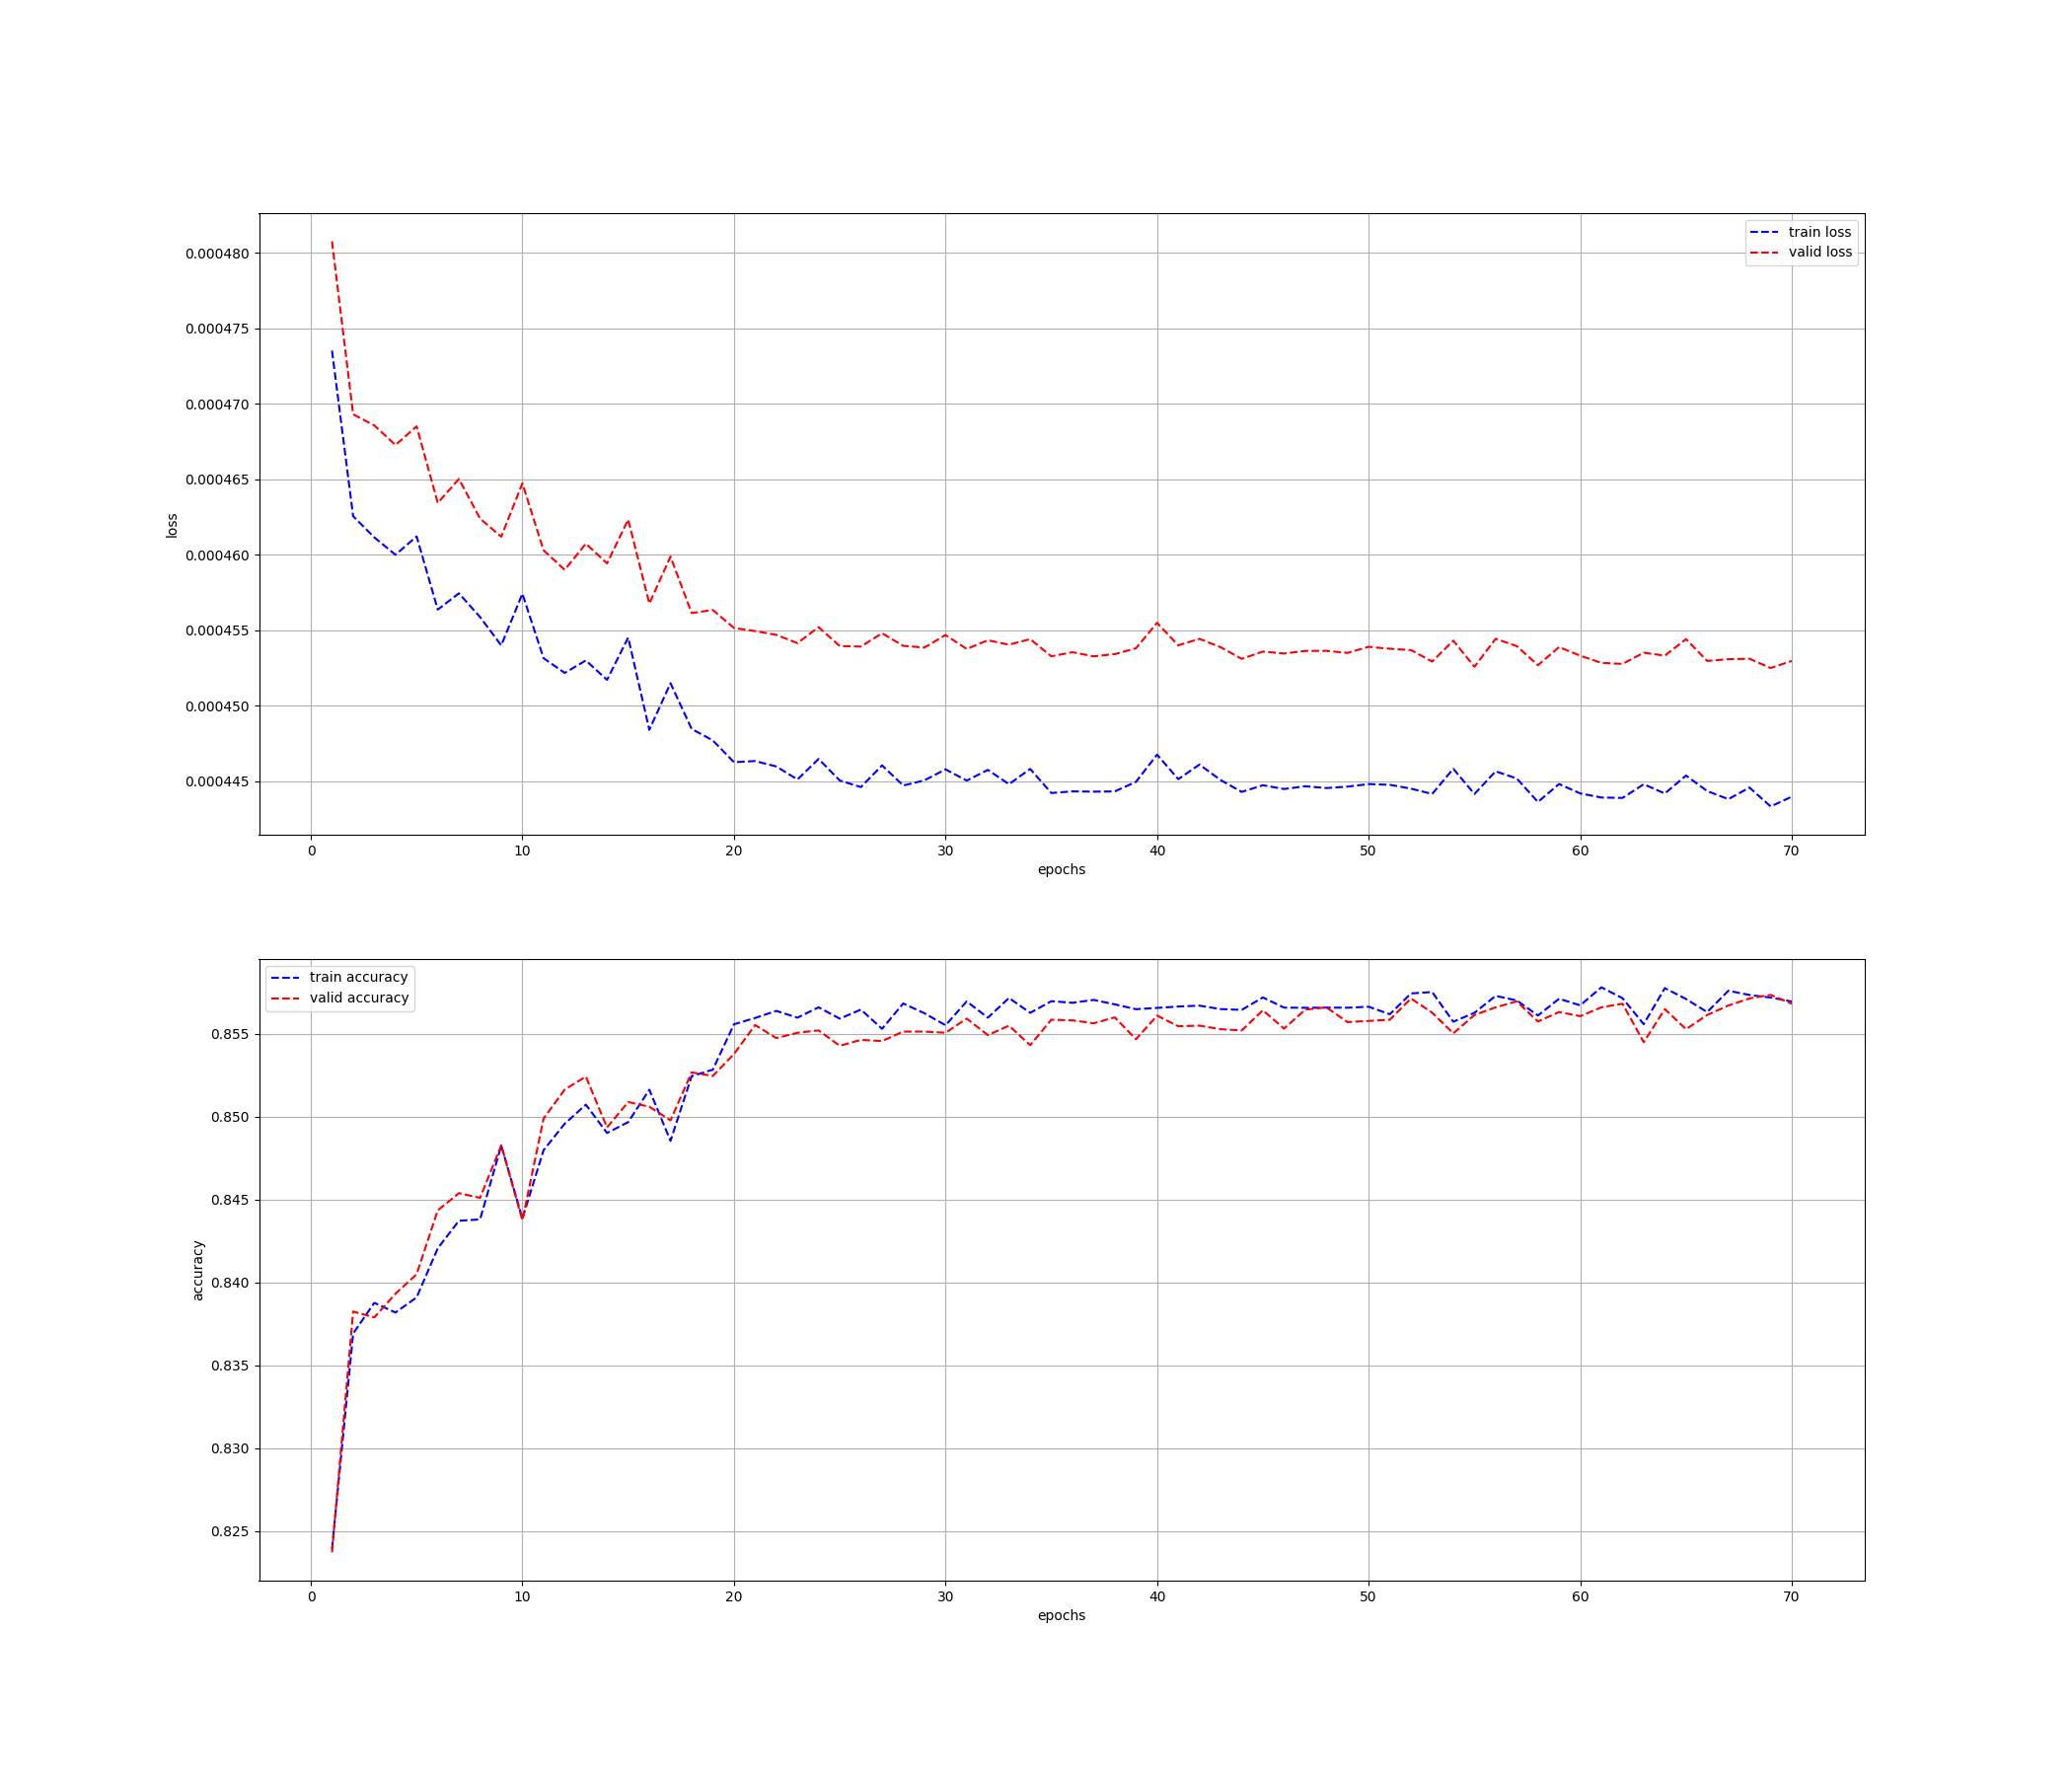 train loss
valid loss
0.000480
0.000475
0.000470
0.000465
0.000460
0.000455
0.000450
0.000445
loss
0 10 20 30 40 50 60 70
epochs
train accuracy
valid accuracy
0.855
0.850
0.845
0.840
0.835
0.830
0.825
accuracy
0 10 20 30 40 50 60 70
epochs